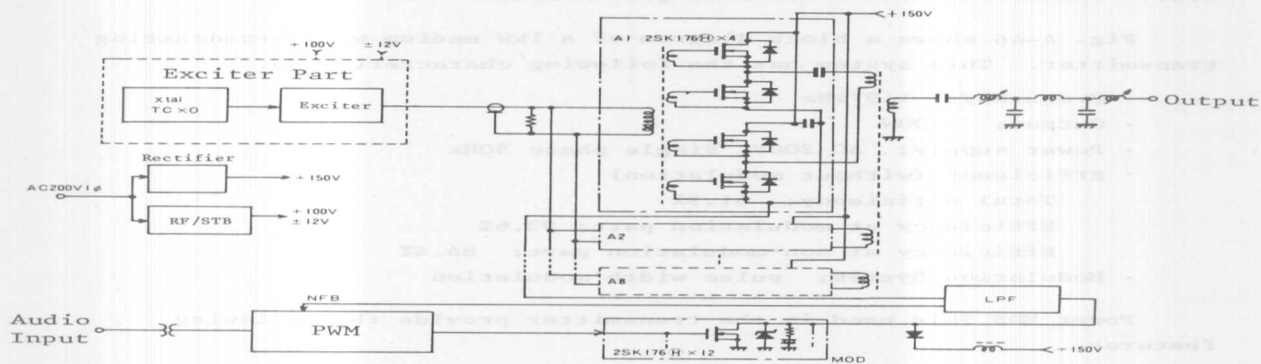 +150V
A1 2SK176Ⓗ×4
+100V ±12V
Exciter Part
xtal
TC×O
Exciter
Output
Rectifier
+150V
AC200V1φ
RF/STB
+100V
±12V
A2
A8
NFB
LPF
Audio
Input
PWM
+150V
2SK176Ⓗ×12
MOD